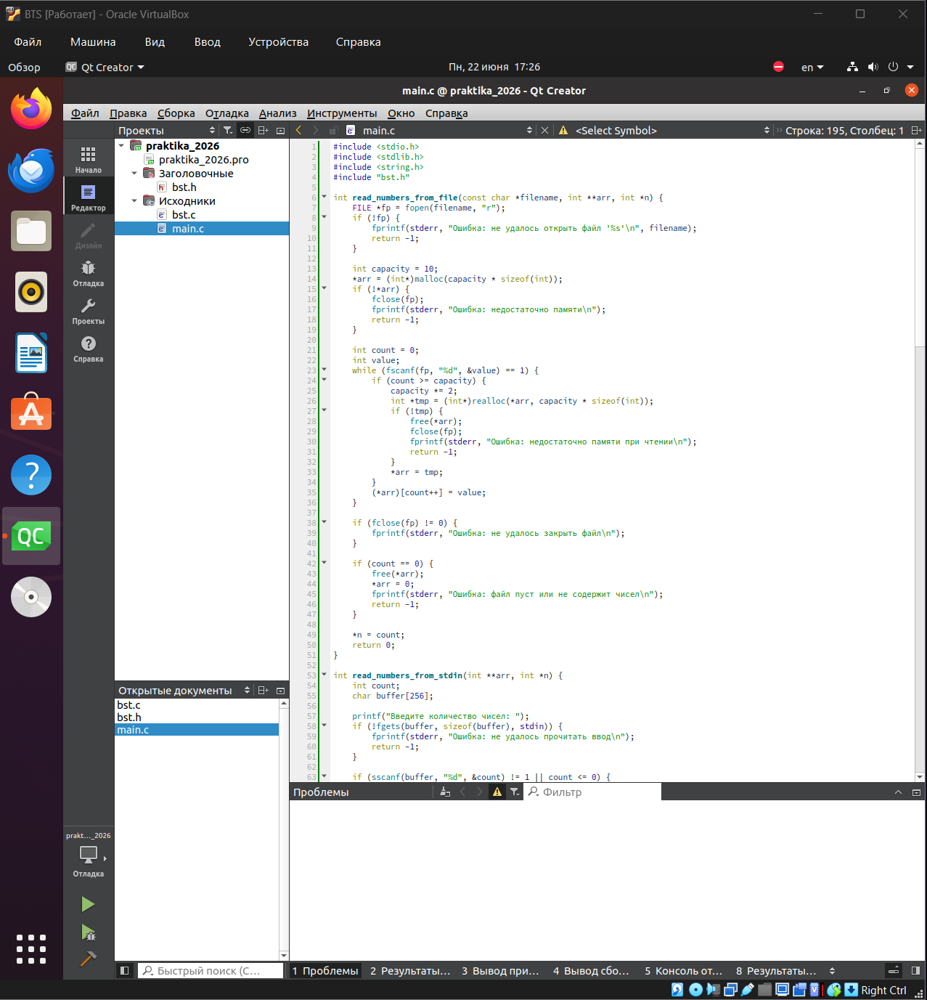 BTS [Работает] - Oracle VirtualBox
Файл Машина Вид Ввод Устройства Справка
Обзор QC Qt Creator Пн, 22 июня 17:26 en
main.c @ praktika_2026 - Qt Creator
Файл Правка Сборка Отладка Анализ Инструменты Окно Справка
Проекты main.c <Select Symbol> Строка: 195, Столбец: 1
Начало
Редактор
Дизайн
Отладка
Проекты
Справка
praktika_2026
praktika_2026.pro
Заголовочные
bst.h
Исходники
bst.c
main.c
1 #include <stdio.h>
2 #include <stdlib.h>
3 #include <string.h>
4 #include "bst.h"
5
6 int read_numbers_from_file(const char *filename, int **arr, int *n) {
7 FILE *fp = fopen(filename, "r");
8 if (!fp) {
9 fprintf(stderr, "Ошибка: не удалось открыть файл '%s'\n", filename);
10 return -1;
11 }
12
13 int capacity = 10;
14 *arr = (int*)malloc(capacity * sizeof(int));
15 if (!*arr) {
16 fclose(fp);
17 fprintf(stderr, "Ошибка: недостаточно памяти\n");
18 return -1;
19 }
20
21 int count = 0;
22 int value;
23 while (fscanf(fp, "%d", &value) == 1) {
24 if (count >= capacity) {
25 capacity *= 2;
26 int *tmp = (int*)realloc(*arr, capacity * sizeof(int));
27 if (!tmp) {
28 free(*arr);
29 fclose(fp);
30 fprintf(stderr, "Ошибка: недостаточно памяти при чтении\n");
31 return -1;
32 }
33 *arr = tmp;
34 }
35 (*arr)[count++] = value;
36 }
37
38 if (fclose(fp) != 0) {
39 fprintf(stderr, "Ошибка: не удалось закрыть файл\n");
40 }
41
42 if (count == 0) {
43 free(*arr);
44 *arr = 0;
45 fprintf(stderr, "Ошибка: файл пуст или не содержит чисел\n");
46 return -1;
47 }
48
49 *n = count;
50 return 0;
51 }
52
53 int read_numbers_from_stdin(int **arr, int *n) {
54 int count;
55 char buffer[256];
56
57 printf("Введите количество чисел: ");
58 if (!fgets(buffer, sizeof(buffer), stdin)) {
59 fprintf(stderr, "Ошибка: не удалось прочитать ввод\n");
60 return -1;
61 }
62
63 if (sscanf(buffer, "%d", &count) != 1 || count <= 0) {
QC
Открытые документы
bst.c
bst.h
main.c
Проблемы Фильтр
prakt..._2026
Отладка
Быстрый поиск (С... 1 Проблемы 2 Результаты... 3 Вывод при... 4 Вывод сбо... 5 Консоль от... 8 Результаты...
Right Ctrl